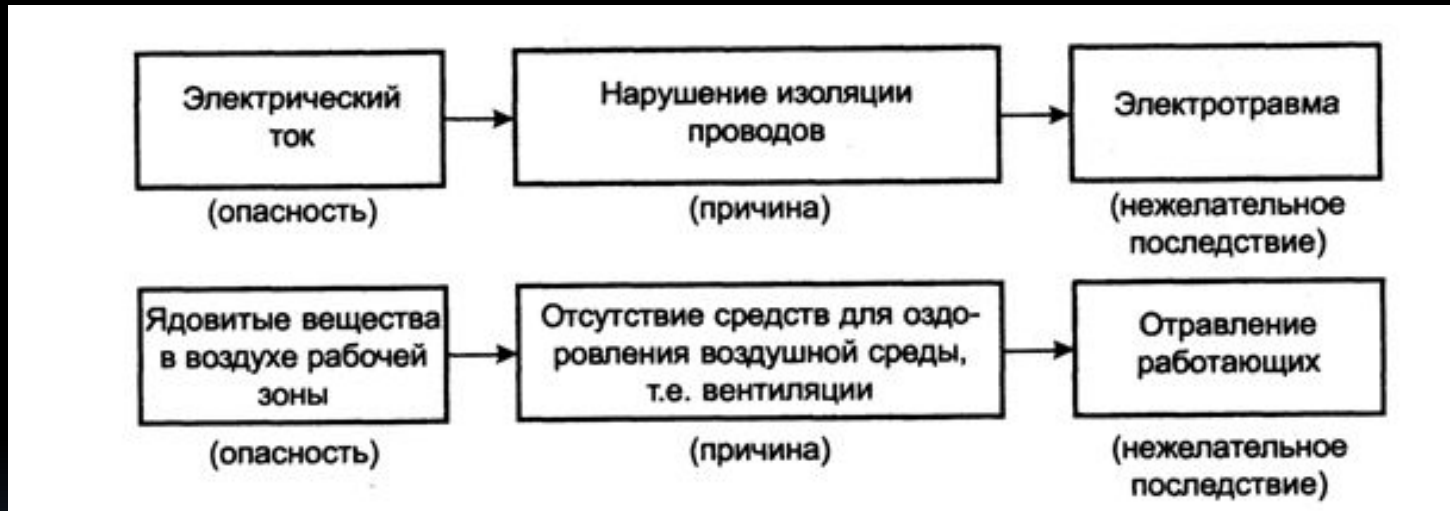 Электрический
ток
Нарушение изоляции
проводов
Электротравма
(опасность)
(причина)
(нежелательное
последствие)
Ядовитые вещества
в воздухе рабочей
зоны
Отсутствие средств для оздо-
ровления воздушной среды,
т.е. вентиляции
Отравление
работающих
(опасность)
(причина)
(нежелательное
последствие)